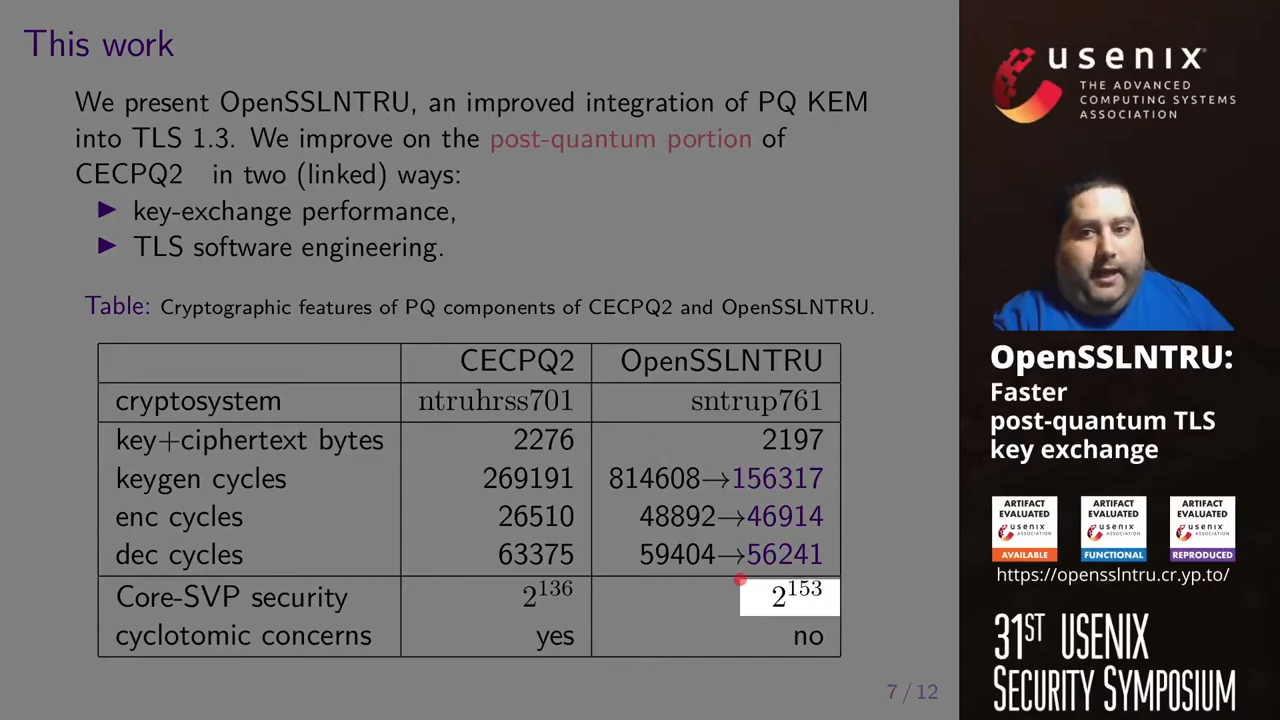 This work
We present OpenSSLNTRU, an improved integration of PQ KEM
into TLS 1.3. We improve on the post-quantum portion of
CECPQ2 in two (linked) ways:
▶ key-exchange performance,
▶ TLS software engineering.
Table: Cryptographic features of PQ components of CECPQ2 and OpenSSLNTRU.
CECPQ2 OpenSSLNTRU
cryptosystem ntruhrss701 sntrup761
key+ciphertext bytes 2276 2197
keygen cycles 269191 814608→156317
enc cycles 26510 48892→46914
dec cycles 63375 59404→56241
Core-SVP security 2^136 2^153
cyclotomic concerns yes no
7 / 12
usenix
THE ADVANCED
COMPUTING SYSTEMS
ASSOCIATION
OpenSSLNTRU:
Faster
post-quantum TLS
key exchange
ARTIFACT
EVALUATED
usenix
ASSOCIATION
AVAILABLE
ARTIFACT
EVALUATED
usenix
ASSOCIATION
FUNCTIONAL
ARTIFACT
EVALUATED
usenix
ASSOCIATION
REPRODUCED
https://opensslntru.cr.yp.to/
31ST USENIX
SECURITY SYMPOSIUM